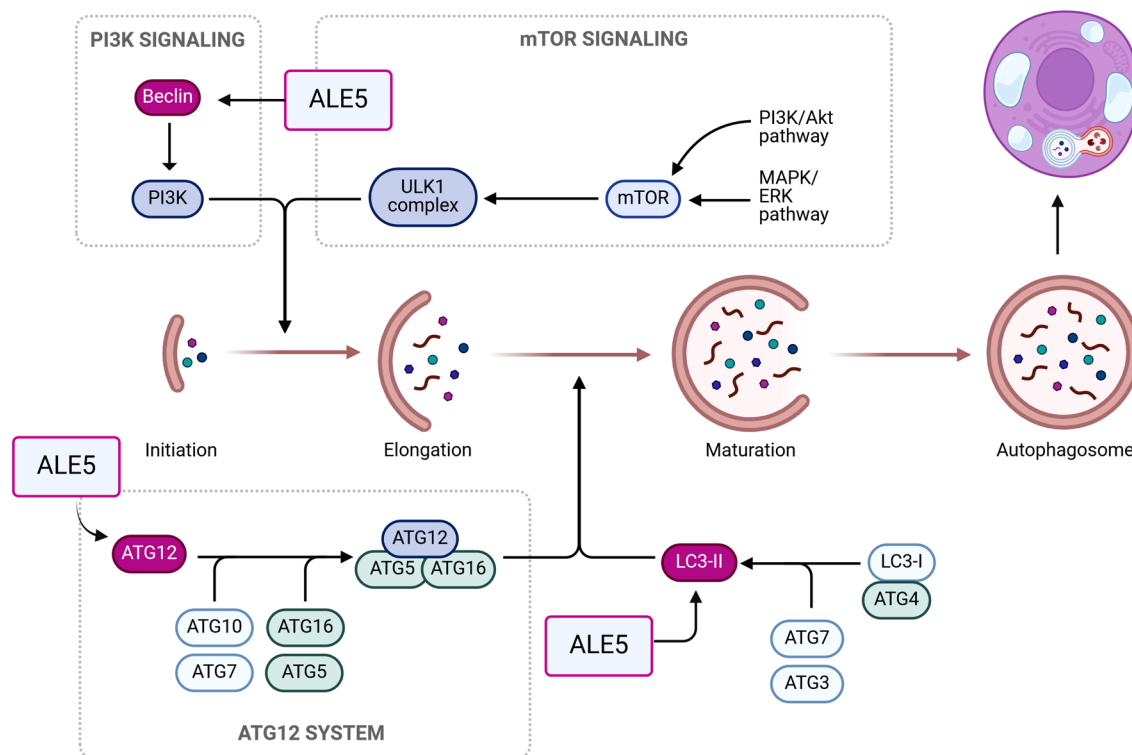 PI3K SIGNALING
mTOR SIGNALING
Beclin
ALE5
PI3K/Akt
pathway
PI3K
ULK1
complex
mTOR
MAPK/
ERK
pathway
Initiation
Elongation
Maturation
Autophagosome
ALE5
ATG12
ATG12
ATG5
ATG16
LC3-II
LC3-I
ATG4
ATG10
ATG16
ALE5
ATG7
ATG7
ATG5
ATG3
ATG12 SYSTEM